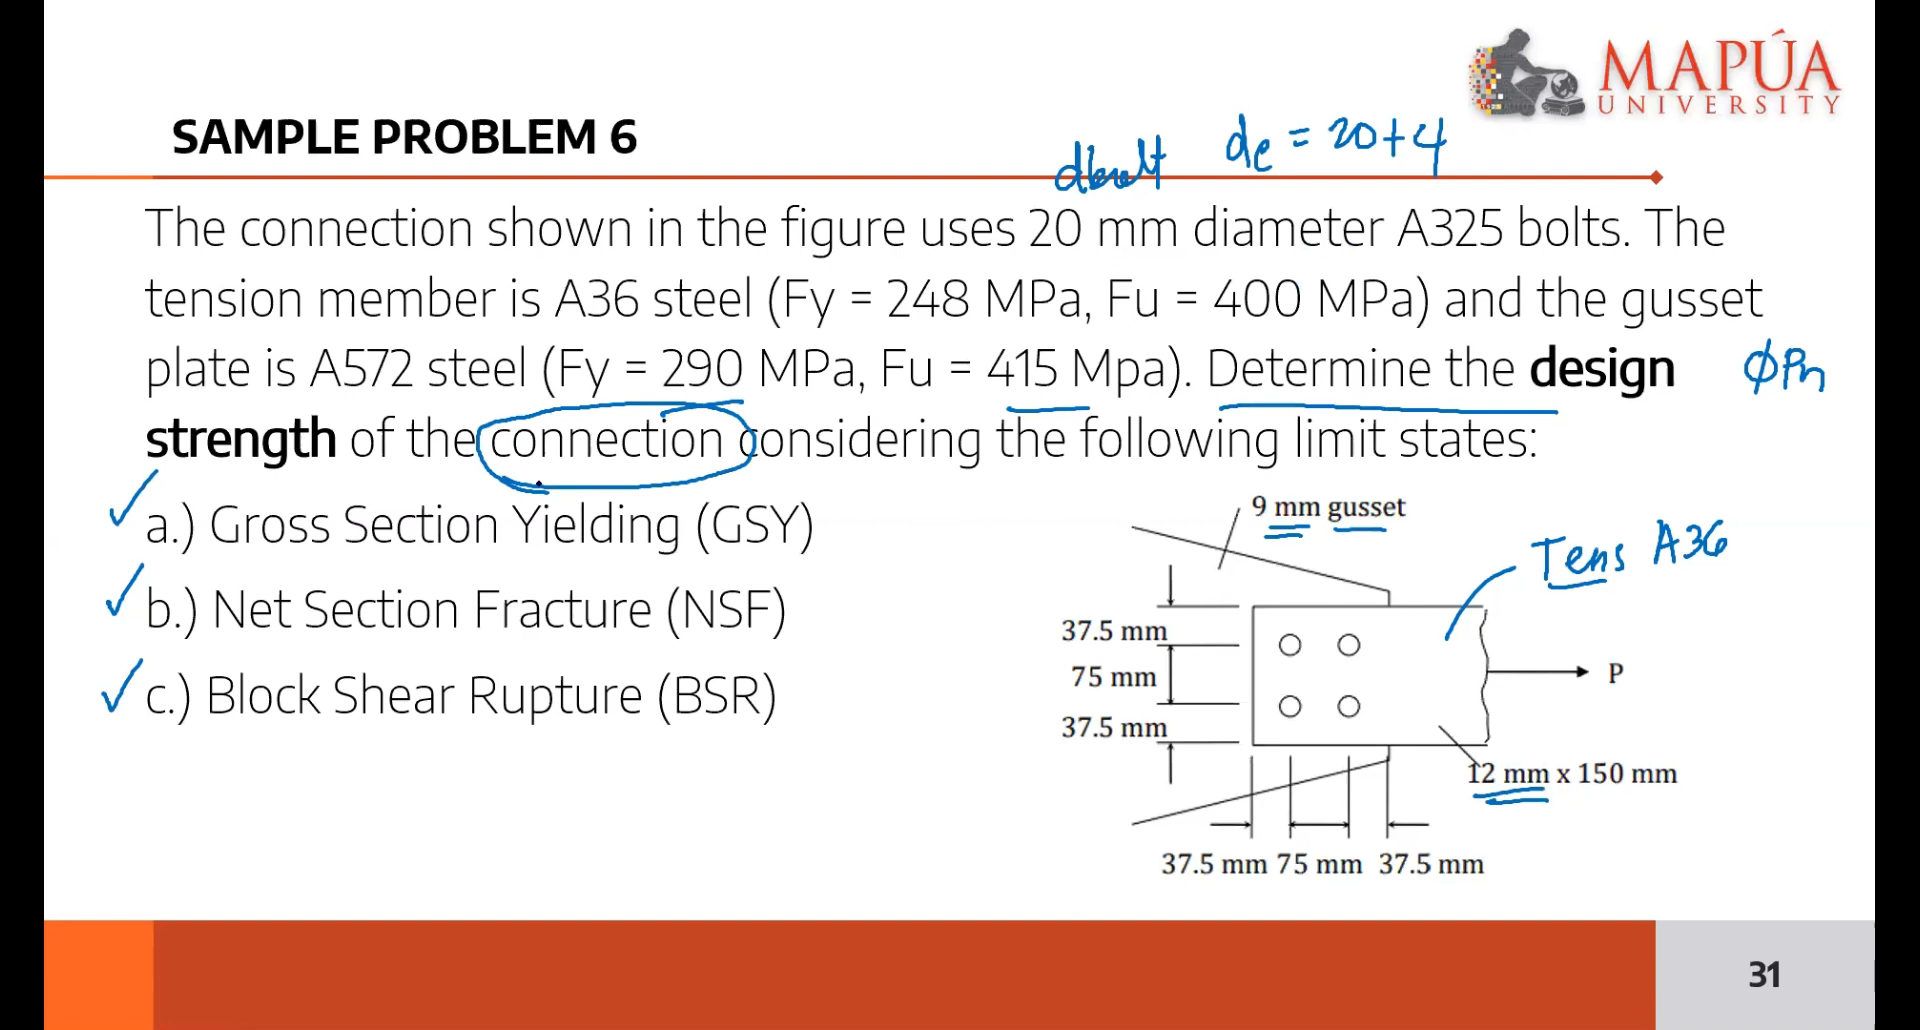 MAPÚA
UNIVERSITY
SAMPLE PROBLEM 6
de = 20+4
The connection shown in the figure uses 20 mm diameter A325 bolts. The
tension member is A36 steel (Fy = 248 MPa, Fu = 400 MPa) and the gusset
plate is A572 steel (Fy = 290 MPa, Fu = 415 Mpa). Determine the design
ϕPn
strength of the connection considering the following limit states:
a.) Gross Section Yielding (GSY)
b.) Net Section Fracture (NSF)
c.) Block Shear Rupture (BSR)
9 mm gusset
Tens A36
37.5 mm
75 mm
37.5 mm
P
12 mm x 150 mm
37.5 mm 75 mm 37.5 mm
31